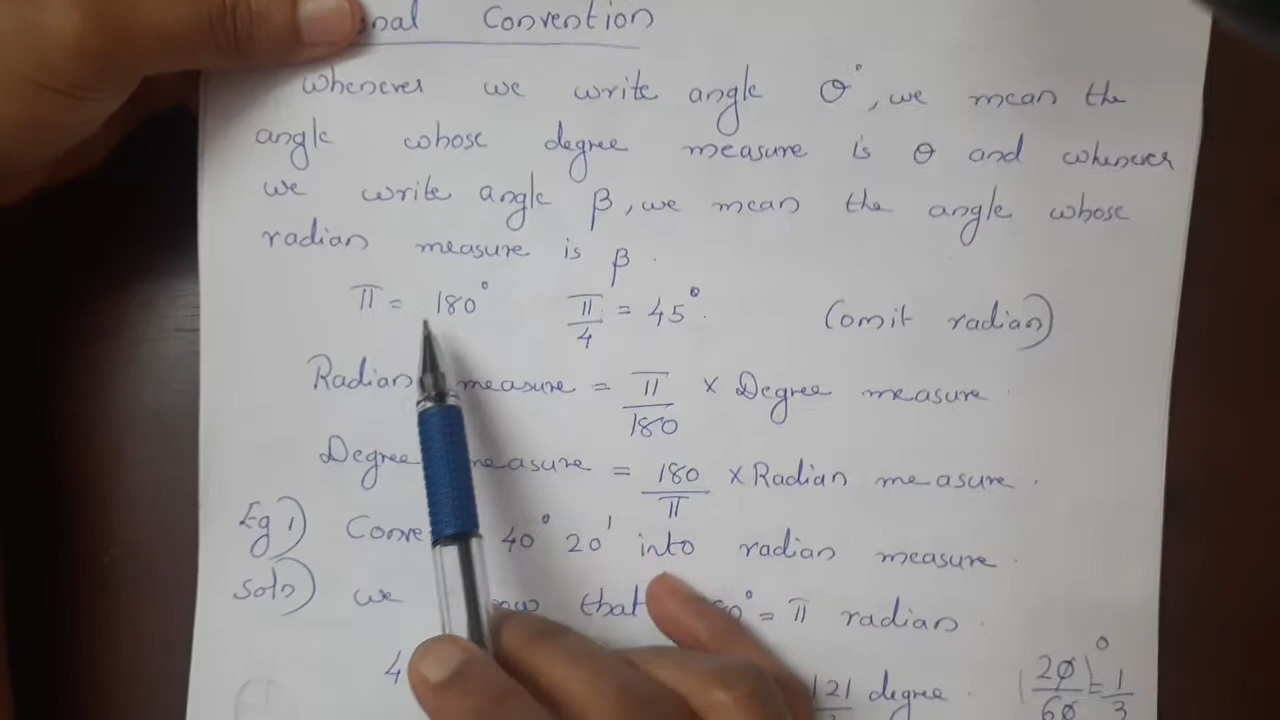 Convention
Whenever we write angle θ°, we mean the
angle whose degree measure is θ and whenever
we write angle β, we mean the angle whose
radian measure is β.
π = 180° π/4 = 45°. (omit radian)
Radian measure = π/180 × Degree measure.
Degree measure = 180/π × Radian measure.
Eg 1) 40° 20' into radian measure.
Soln) we that = π radian.
4 121 degree. 20/60 = 1/3